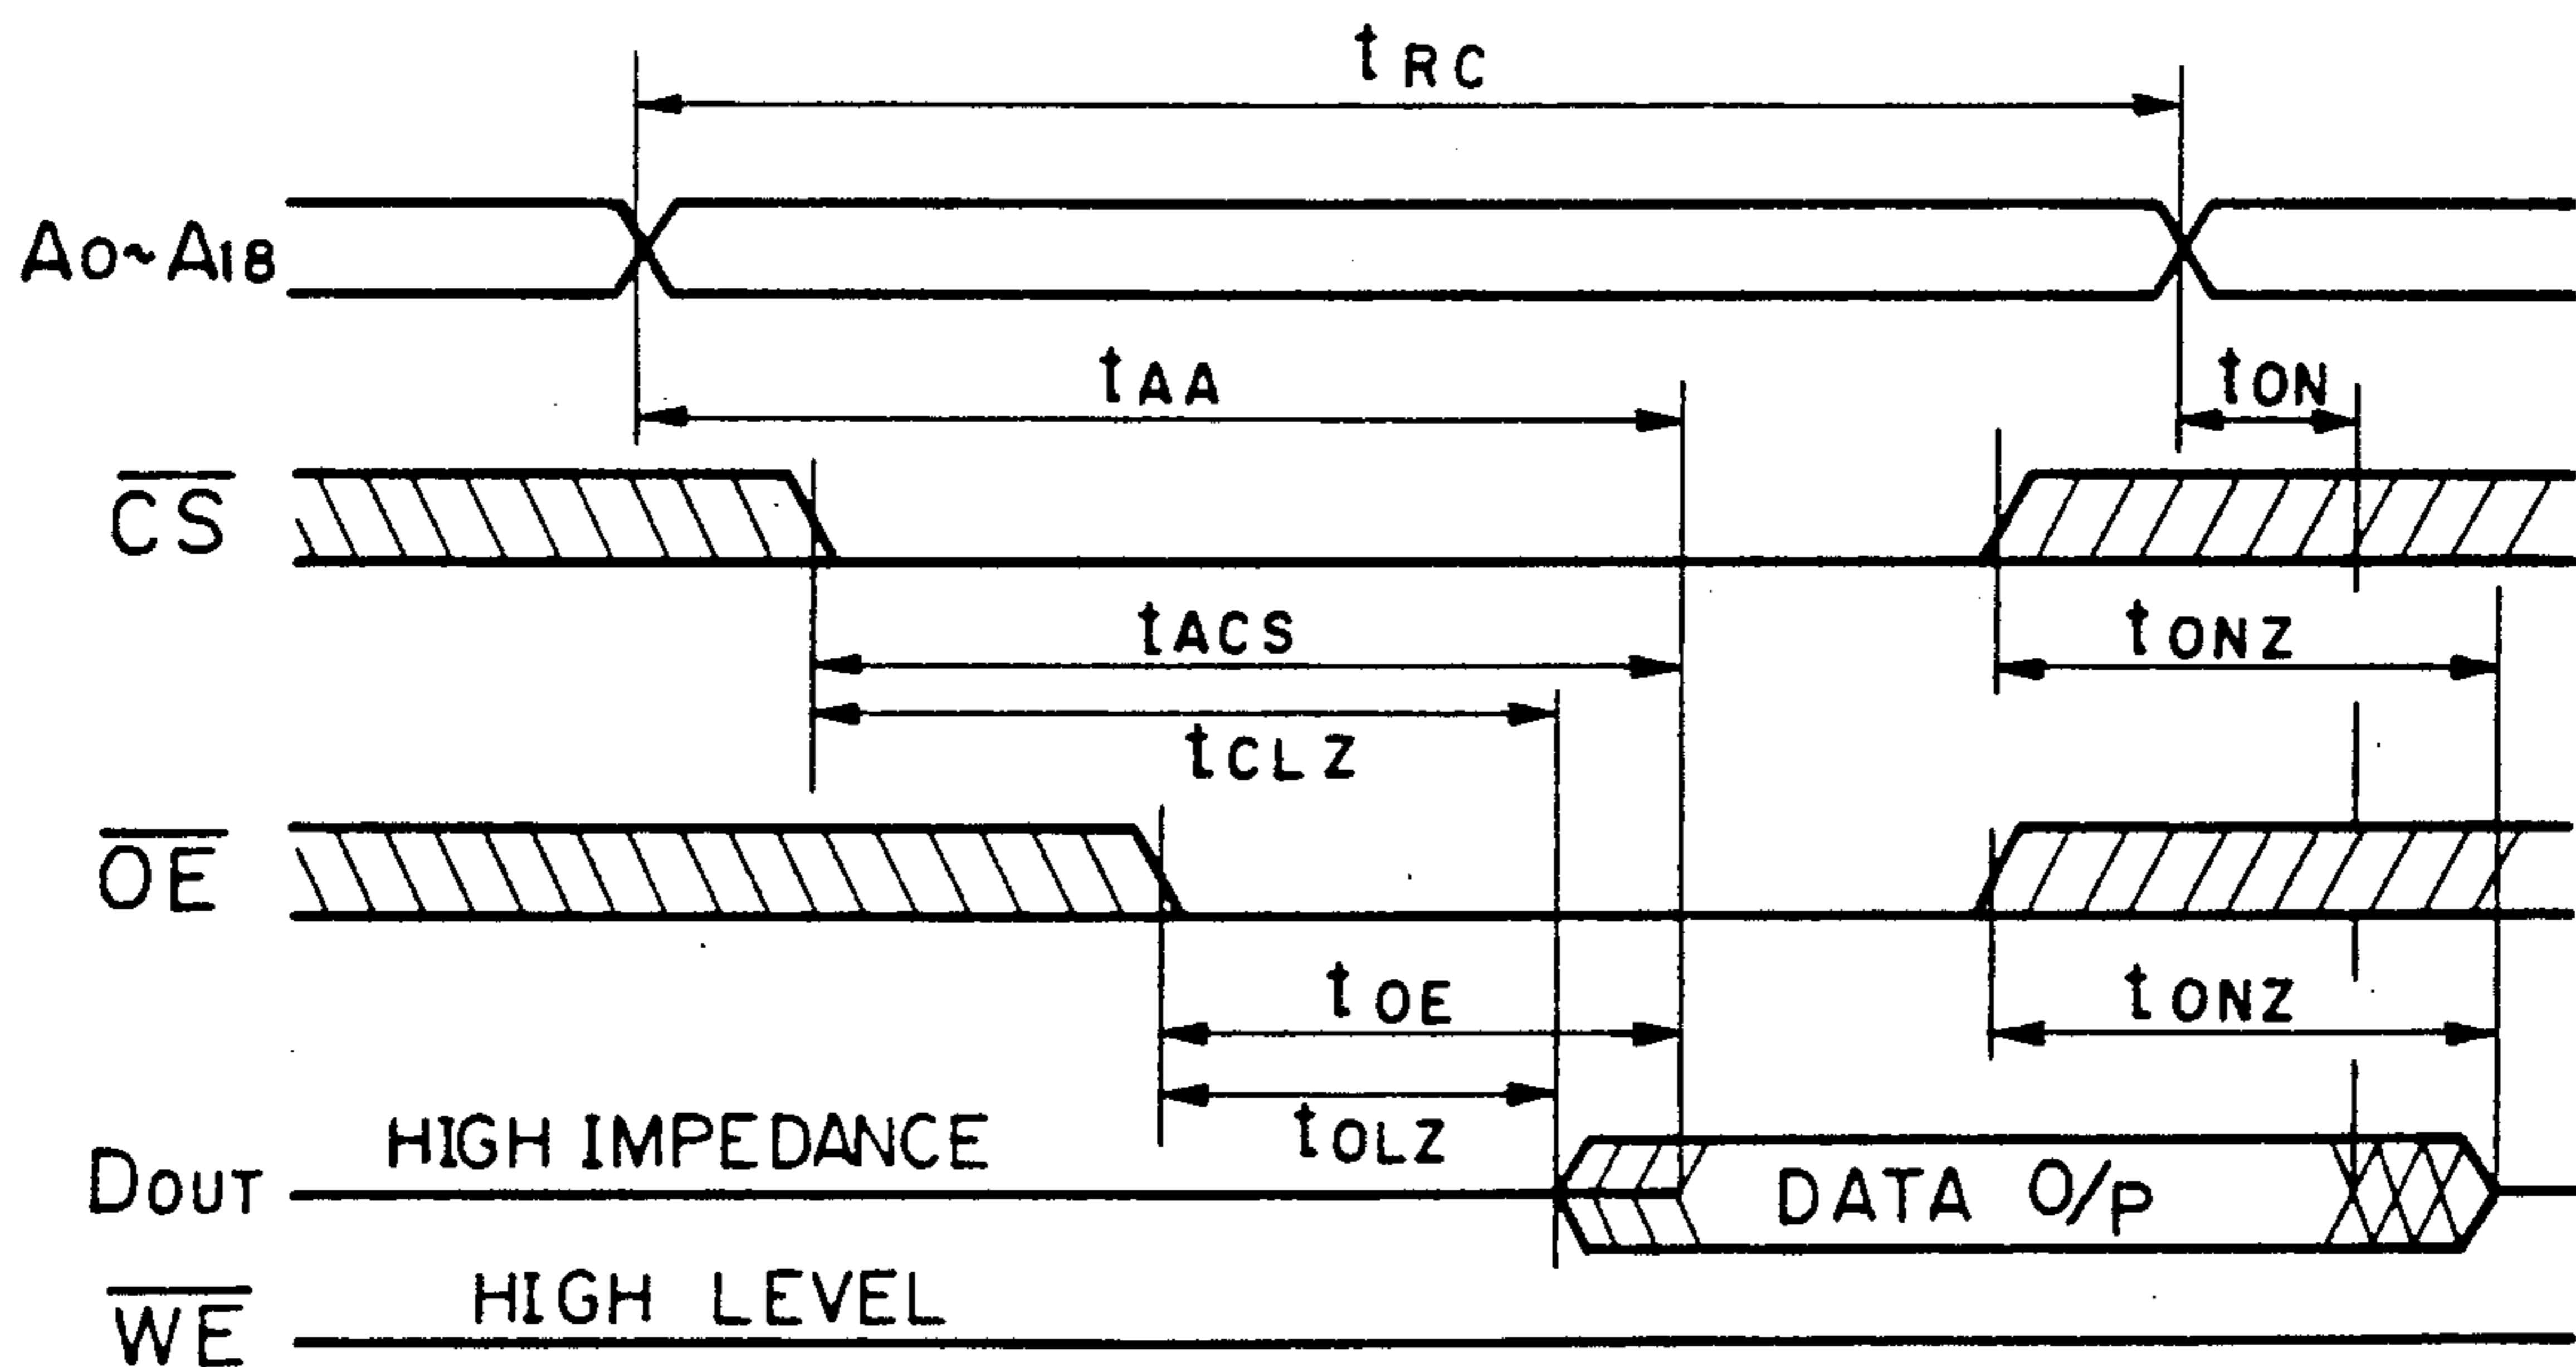 tRC
A0~A18
tAA
tON
CS
tACS
tONZ
tCLZ
OE
tOE
tONZ
tOLZ
HIGH IMPEDANCE
DOUT
DATA O/P
HIGH LEVEL
WE